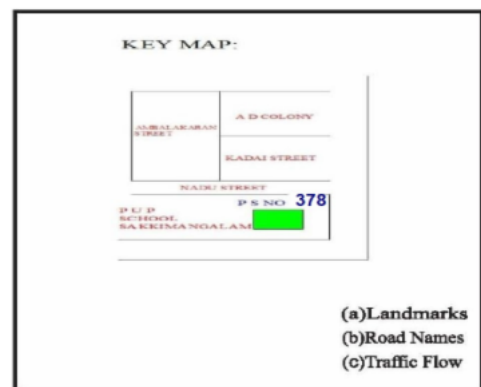 KEY MAP:
A D COLONY
AMBALAKARAN
STREET
KADAI STREET
NADU STREET
P S NO 378
P U P
SCHOOL
SAKKIMANGALAM
(a)Landmarks
(b)Road Names
(c)Traffic Flow